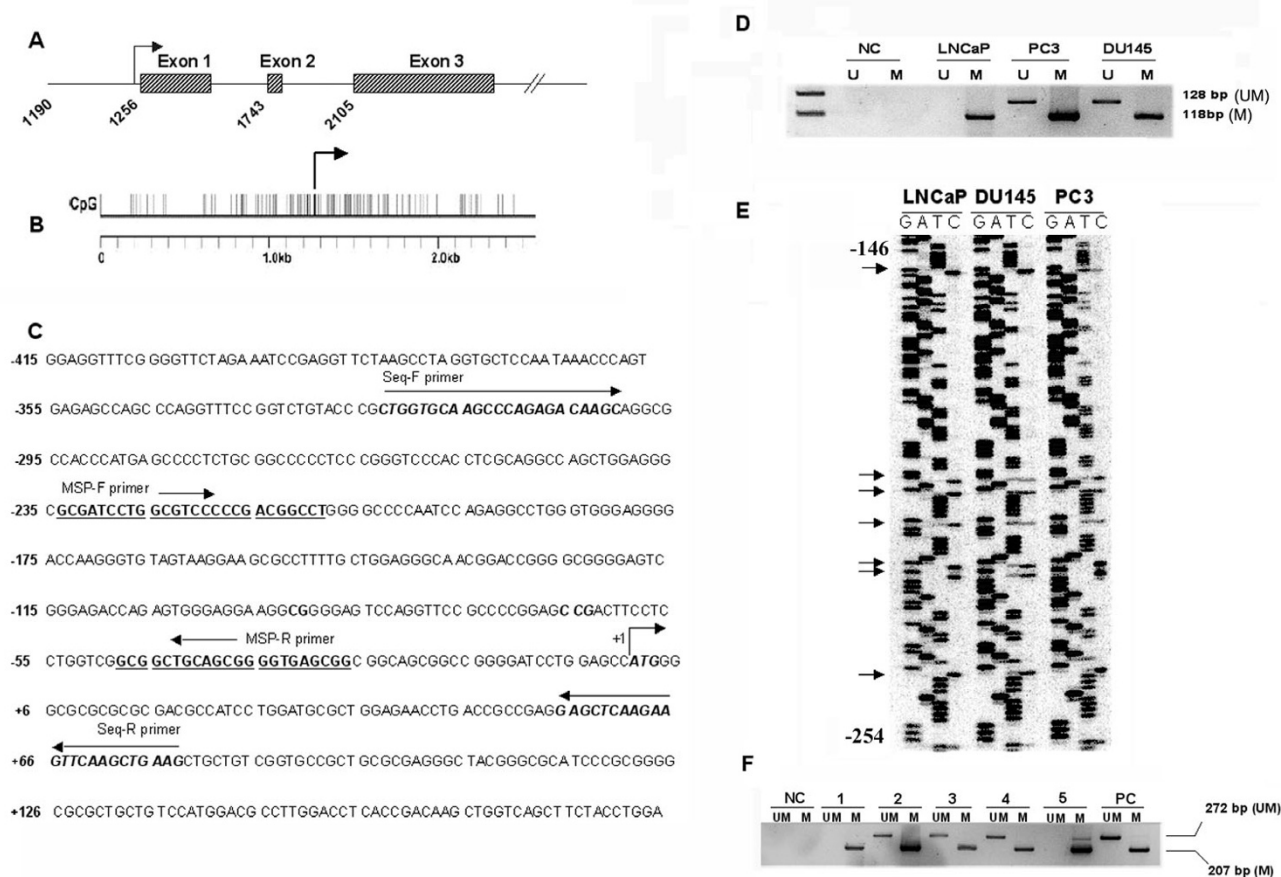 A
Exon 1 Exon 2 Exon 3
1190 1256 1743 2105
CpG
B
0 1.0kb 2.0kb
C
-415 GGAGGTTTCG GGGTTCTAGA AATCCGAGGT TCTAAGCCTA GGTGCTCCAA TAAACCCAGT
Seq-F primer
-355 GAGAGCCAGC CCAGGTTTCC GGTCTGTACC CGCTGGTGCA AGCCCAGAGA CAAGCAGGCG
-295 CCACCCATGA GCCCCTCTGC GGCCCCCTCC CGGGTCCCAC CTCGCAGGCC AGCTGGAGGG
MSP-F primer
-235 CGCGATCCTG GCGTCCCCCG ACGGCCTGGG GCCCCCAATCC AGAGGCCTGG GTGGGAGGGG
-175 ACCAAGGGTG TAGTAAGGAA GCGCCTTTTG CTGGAGGGCA ACGGACCGGG GCGGGGAGTC
-115 GGGAGACCAG AGTGGGAGGA AGGCGGGGAG TCCAGGTTCC GCCCCGGAGC CGACTTCCTC
MSP-R primer
+1
-55 CTGGTCGGCG GCTGCAGCGG GGTGAGCGGC GGCAGCGGCC GGGGATCCTG GAGCCATGGG
+6 GCGCGCGCGC GACGCCATCC TGGATGCGCT GGAGAACCTG ACCGCCGAGG AGCTCAAGAA
Seq-R primer
+66 GTTCAAGCTG AAGCTGCTGT CGGTGCCGCT GCGCGAGGGC TACGGGCGCA TCCCGCGGGG
+126 CGCGCTGCTG TCCATGGACG CCTTGGACCT CACCGACAAG CTGGTCAGCT TCTACCTGGA
D
NC LNCaP PC3 DU145
U M U M U M U M
128 bp (UM)
118bp (M)
E
LNCaP DU145 PC3
G A T C G A T C G A T C
-146
-254
F
NC 1 2 3 4 5 PC
UM M UM M UM M UM M UM M UM M UM M
272 bp (UM)
207 bp (M)